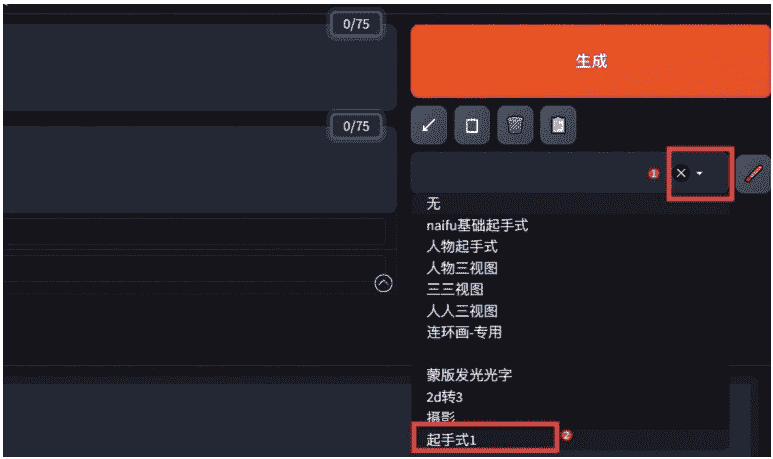 0/75
生成
0/75
1
无
naifu基础起手式
人物起手式
人物三视图
三三视图
人人三视图
连环画-专用
蒙版发光光字
2d转3
摄影
起手式1
2